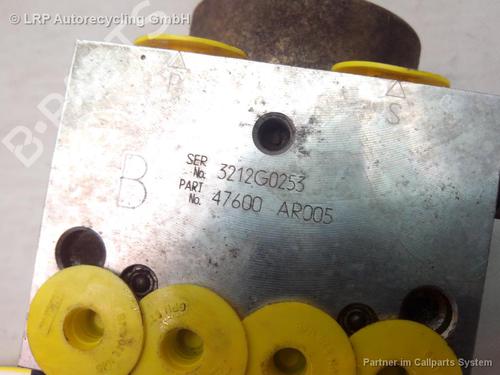 LRP Autorecycling GmbH
P
S
B
SER No. 3212G0253
PART No. 47600 AR005
Partner im Callparts System